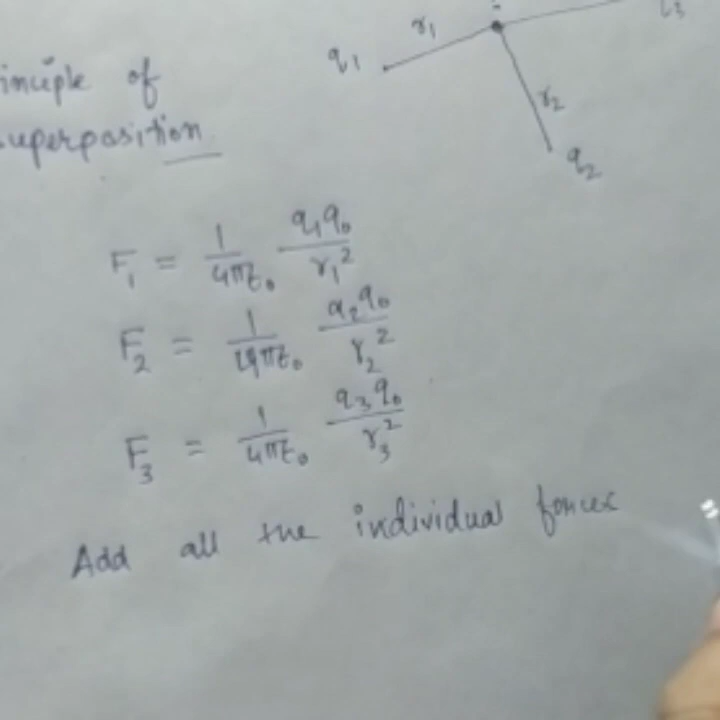 r₁
q₁
r₂
q₂
inciple of
uperposition
F₁ = 1/4πε₀ q₁q₀/r₁²
F₂ = 1/4πε₀ q₂q₀/r₂²
F₃ = 1/4πε₀ q₃q₀/r₃²
Add all the individual forces